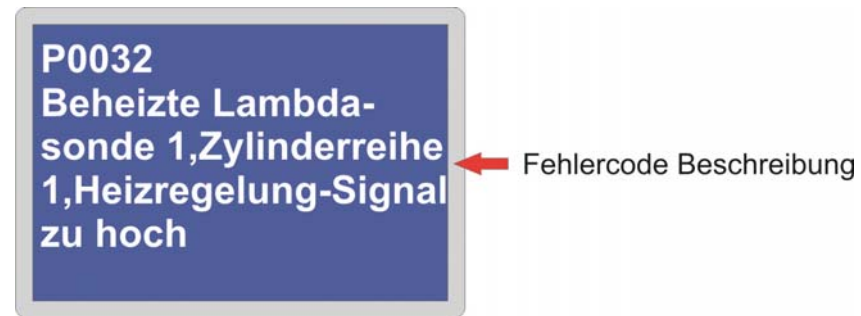 P0032
Beheizte Lambda-
sonde 1,Zylinderreihe
1,Heizregelung-Signal
zu hoch
Fehlercode Beschreibung